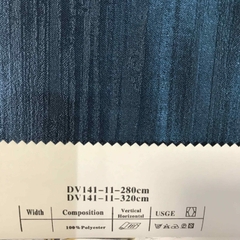 DV141-11-280cm
DV141-11-320cm
Width Composition Vertical Horizontal USGE
100% Polyester